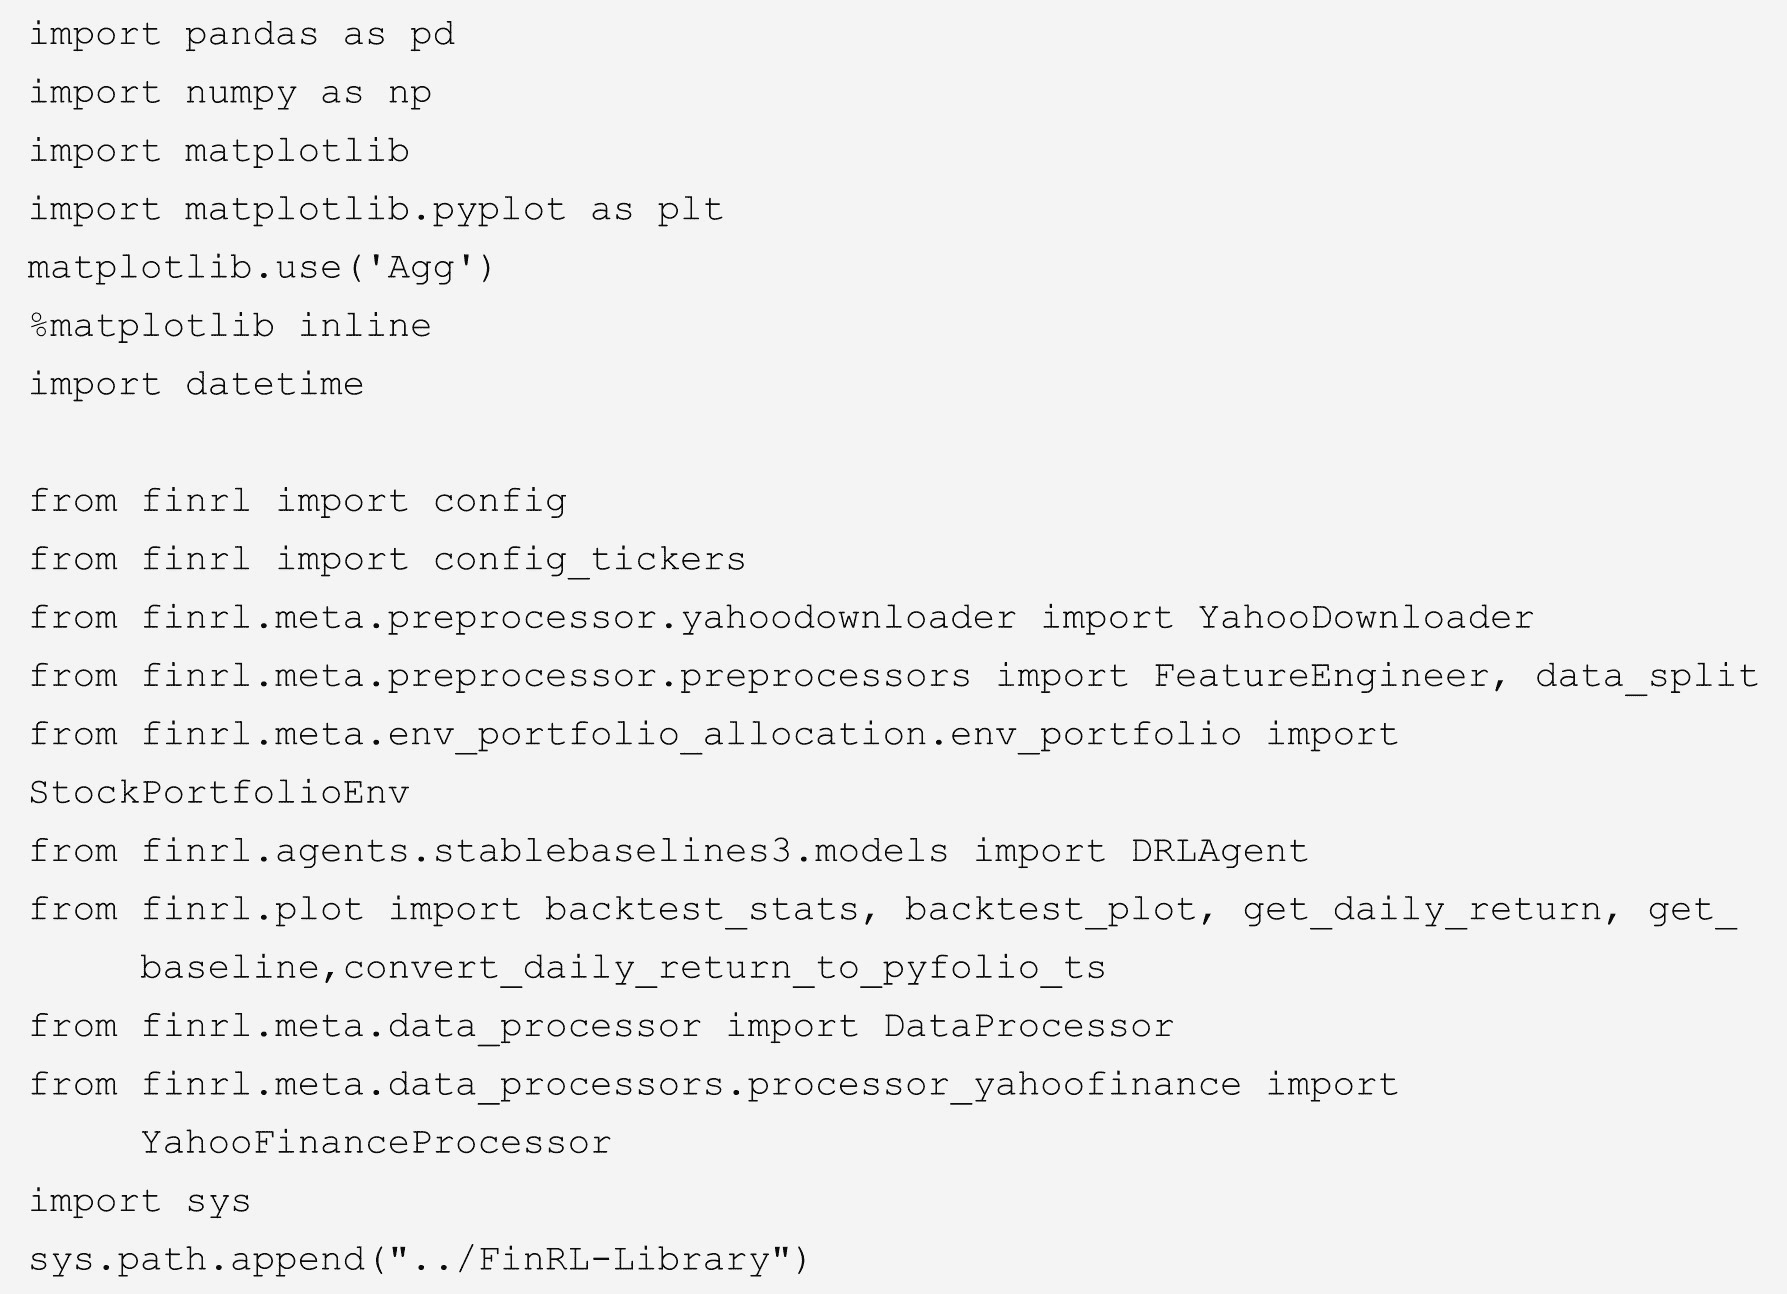 import pandas as pd
import numpy as np
import matplotlib
import matplotlib.pyplot as plt
matplotlib.use('Agg')
%matplotlib inline
import datetime

from finrl import config
from finrl import config_tickers
from finrl.meta.preprocessor.yahoodownloader import YahooDownloader
from finrl.meta.preprocessor.preprocessors import FeatureEngineer, data_split
from finrl.meta.env_portfolio_allocation.env_portfolio import
StockPortfolioEnv
from finrl.agents.stablebaselines3.models import DRLAgent
from finrl.plot import backtest_stats, backtest_plot, get_daily_return, get_
     baseline,convert_daily_return_to_pyfolio_ts
from finrl.meta.data_processor import DataProcessor
from finrl.meta.data_processors.processor_yahoofinance import
     YahooFinanceProcessor
import sys
sys.path.append("../FinRL-Library")